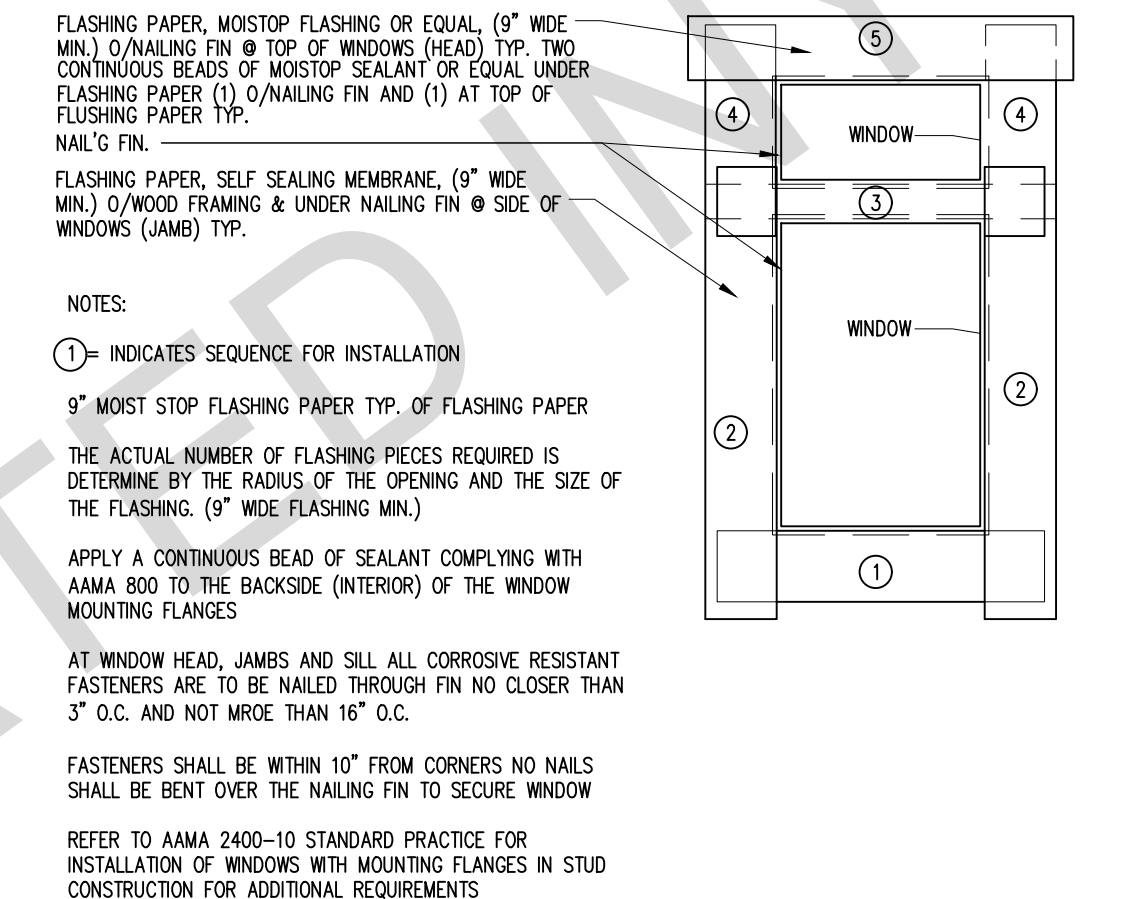 FLASHING PAPER, MOISTOP FLASHING OR EQUAL, (9" WIDE
MIN.) O/NAILING FIN @ TOP OF WINDOWS (HEAD) TYP. TWO
CONTINUOUS BEADS OF MOISTOP SEALANT OR EQUAL UNDER
FLASHING PAPER (1) O/NAILING FIN AND (1) AT TOP OF
FLUSHING PAPER TYP.
NAIL'G FIN.
FLASHING PAPER, SELF SEALING MEMBRANE, (9" WIDE
MIN.) O/WOOD FRAMING & UNDER NAILING FIN @ SIDE OF
WINDOWS (JAMB) TYP.
NOTES:
1 = INDICATES SEQUENCE FOR INSTALLATION
9" MOIST STOP FLASHING PAPER TYP. OF FLASHING PAPER
THE ACTUAL NUMBER OF FLASHING PIECES REQUIRED IS
DETERMINE BY THE RADIUS OF THE OPENING AND THE SIZE OF
THE FLASHING. (9" WIDE FLASHING MIN.)
APPLY A CONTINUOUS BEAD OF SEALANT COMPLYING WITH
AAMA 800 TO THE BACKSIDE (INTERIOR) OF THE WINDOW
MOUNTING FLANGES
AT WINDOW HEAD, JAMBS AND SILL ALL CORROSIVE RESISTANT
FASTENERS ARE TO BE NAILED THROUGH FIN NO CLOSER THAN
3" O.C. AND NOT MROE THAN 16" O.C.
FASTENERS SHALL BE WITHIN 10" FROM CORNERS NO NAILS
SHALL BE BENT OVER THE NAILING FIN TO SECURE WINDOW
REFER TO AAMA 2400-10 STANDARD PRACTICE FOR
INSTALLATION OF WINDOWS WITH MOUNTING FLANGES IN STUD
CONSTRUCTION FOR ADDITIONAL REQUIREMENTS
5
4
WINDOW
4
3
WINDOW
2
2
1